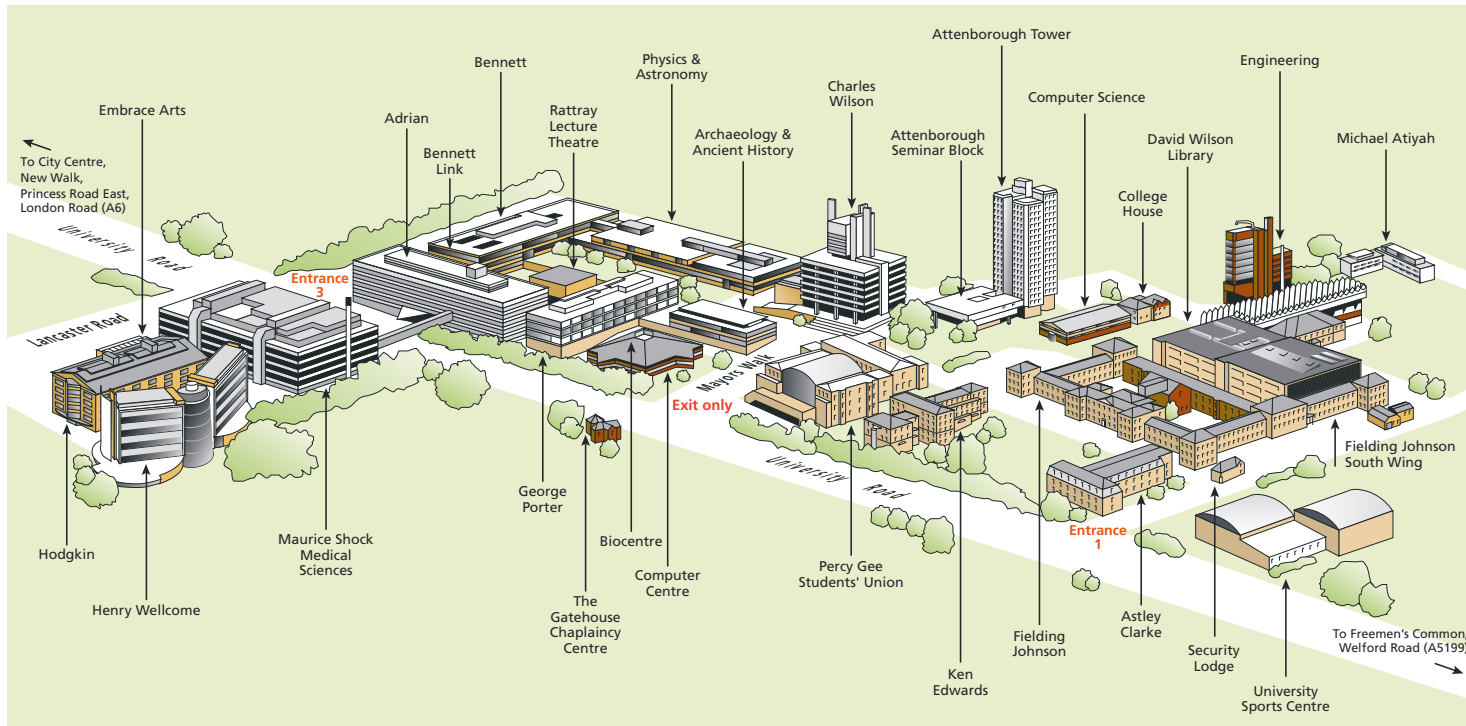 Attenborough Tower
Bennett
Physics &
Astronomy
Engineering
Charles
Wilson
Embrace Arts
Adrian
Rattray
Lecture
Theatre
Computer Science
Archaeology &
Ancient History
Attenborough
Seminar Block
David Wilson
Library
Michael Atiyah
Bennett
Link
To City Centre,
New Walk,
Princess Road East,
London Road (A6)
College
House
University Road
Entrance
3
Lancaster Road
Mayors Walk
Exit only
University Road
Fielding Johnson
South Wing
George
Porter
Entrance
1
Hodgkin
Maurice Shock
Medical
Sciences
Biocentre
Computer
Centre
Percy Gee
Students' Union
Henry Wellcome
The
Gatehouse
Chaplaincy
Centre
Fielding
Johnson
Astley
Clarke
To Freemen's Common,
Welford Road (A5199)
Security
Lodge
Ken
Edwards
University
Sports Centre